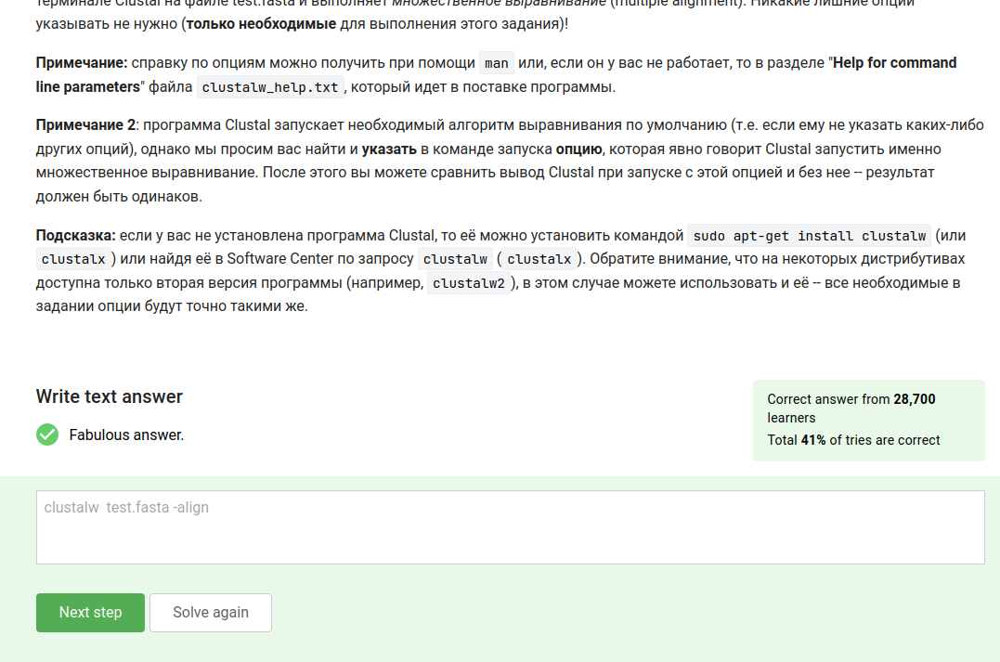 терминале Clustal на файле test.fasta и выполняет множественное выравнивание (multiple alignment). Никакие лишние опции
указывать не нужно (только необходимые для выполнения этого задания)!
Примечание: справку по опциям можно получить при помощи man или, если он у вас не работает, то в разделе "Help for command
line parameters" файла clustalw_help.txt, который идет в поставке программы.
Примечание 2: программа Clustal запускает необходимый алгоритм выравнивания по умолчанию (т.е. если ему не указать каких-либо
других опций), однако мы просим вас найти и указать в команде запуска опцию, которая явно говорит Clustal запустить именно
множественное выравнивание. После этого вы можете сравнить вывод Clustal при запуске с этой опцией и без нее -- результат
должен быть одинаков.
Подсказка: если у вас не установлена программа Clustal, то её можно установить командой sudo apt-get install clustalw (или
clustalx) или найдя её в Software Center по запросу clustalw (clustalx). Обратите внимание, что на некоторых дистрибутивах
доступна только вторая версия программы (например, clustalw2), в этом случае можете использовать и её -- все необходимые в
задании опции будут точно такими же.
Write text answer
Correct answer from 28,700
learners
Total 41% of tries are correct
Fabulous answer.
clustalw  test.fasta -align
Next step
Solve again